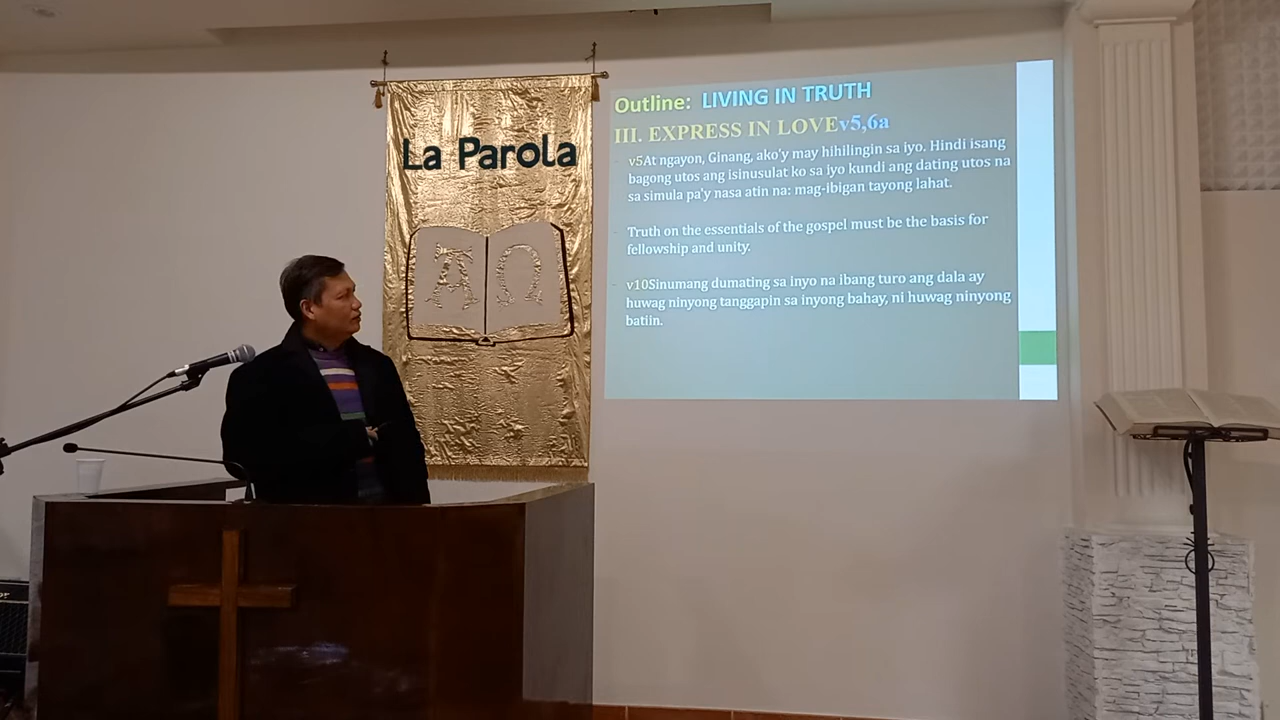 La Parola
Α Ω
Outline: LIVING IN TRUTH
III. EXPRESS IN LOVEv5,6a
v5At ngayon, Ginang, ako'y may hihilingin sa iyo. Hindi isang
bagong utos ang isinusulat ko sa iyo kundi ang dating utos na
sa simula pa'y nasa atin na: mag-ibigan tayong lahat.
Truth on the essentials of the gospel must be the basis for
fellowship and unity.
v10Sinumang dumating sa inyo na ibang turo ang dala ay
huwag ninyong tanggapin sa inyong bahay, ni huwag ninyong
batiin.